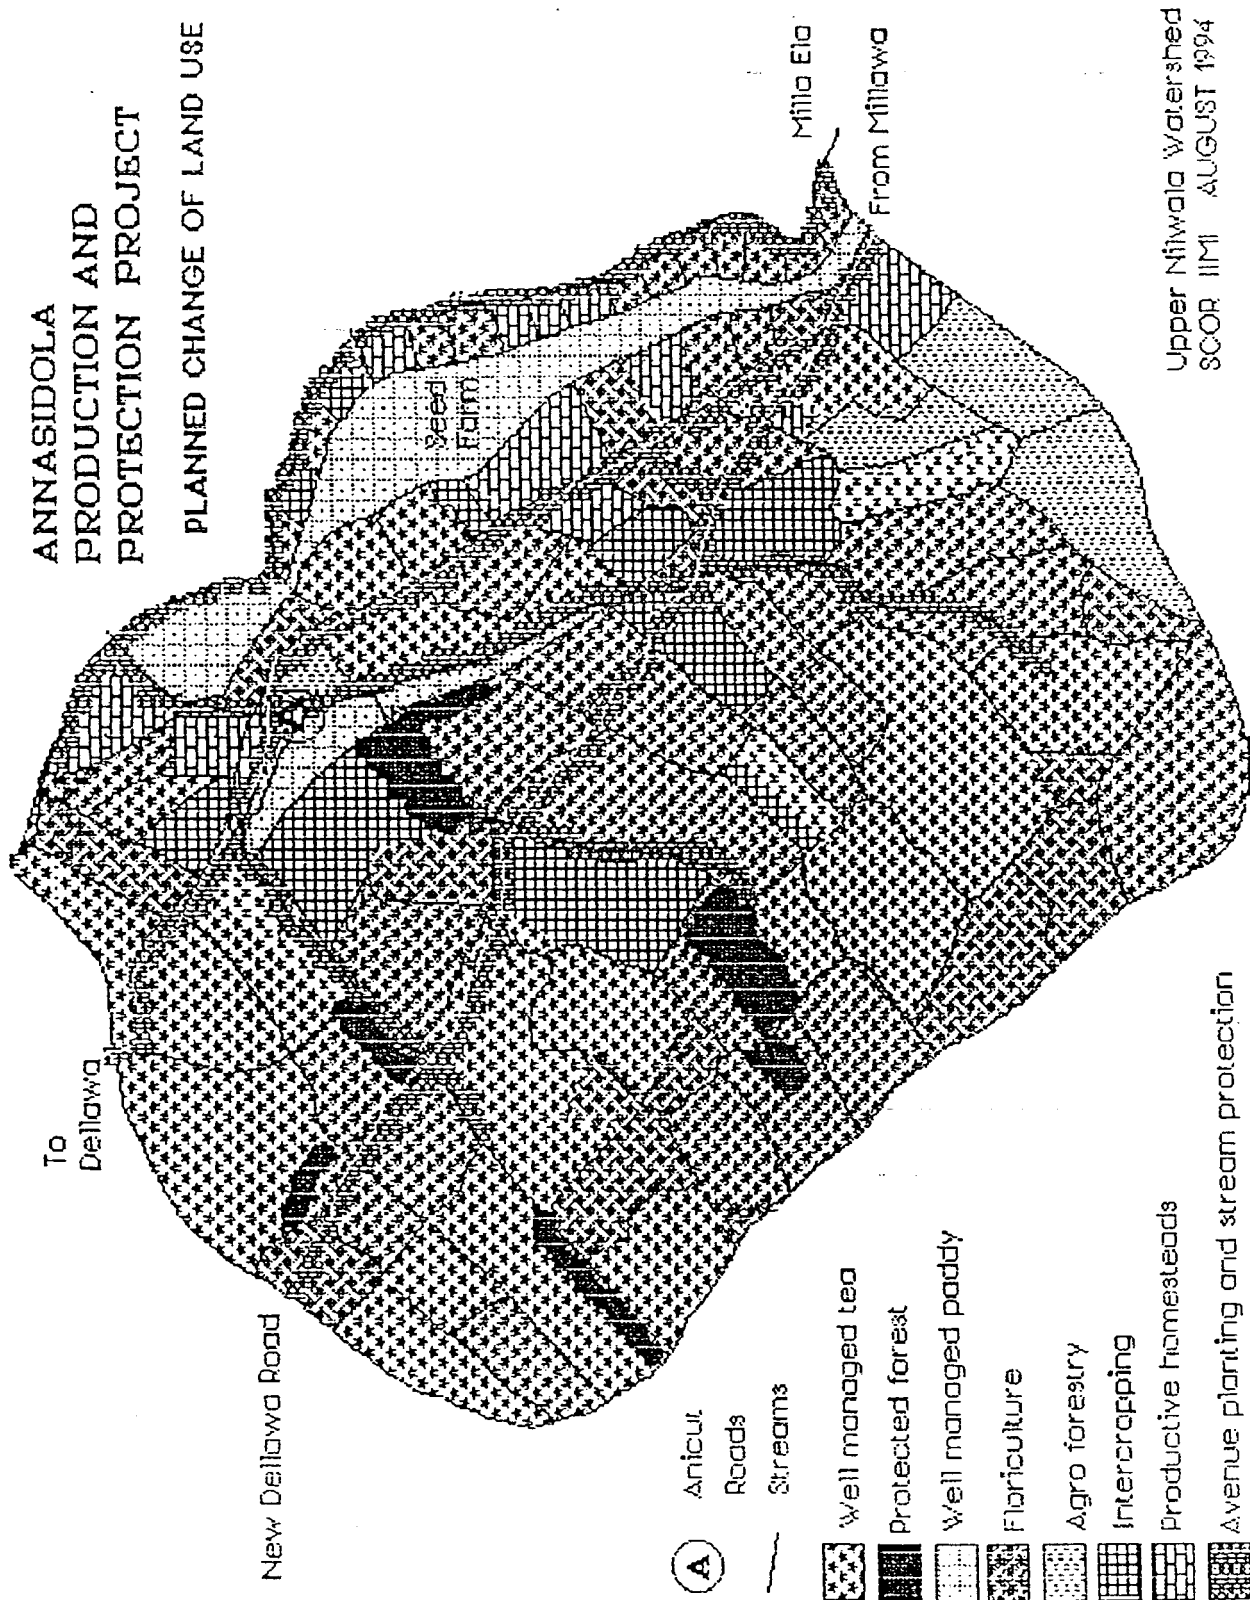 ANNASIDOLA
PRODUCTION AND
PROTECTION PROJECT
PLANNED CHANGE OF LAND USE
To
Dellawa
New Dellawa Road
Seed
Farm
A
Milla Ela
From Millawa
A Anicut
Roads
Streams
Well managed tea
Protected forest
Well managed paddy
Floriculture
Agro forestry
Intercropping
Productive homesteads
Avenue planting and stream protection
Upper Nilwala Watershed
SCOR IIMI AUGUST 1994